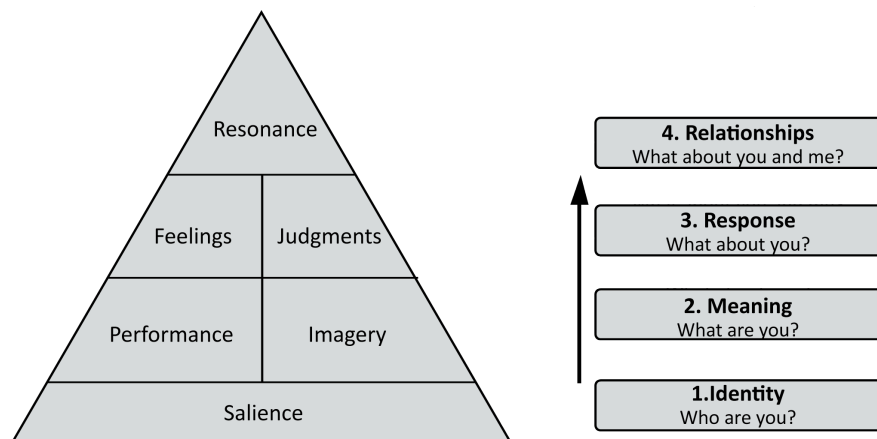 Resonance
Feelings
Judgments
Performance
Imagery
Salience
4. Relationships
What about you and me?
3. Response
What about you?
2. Meaning
What are you?
1.Identity
Who are you?